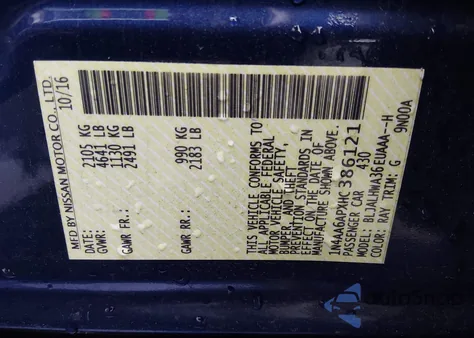 MFD BY NISSAN MOTOR CO., LTD.
10/16
DATE: 2105 KG
GVWR: 4641 LB
1130 KG
GAWR FR: 2491 LB
990 KG
GAWR RR: 2183 LB
THIS VEHICLE CONFORMS TO
ALL APPLICABLE FEDERAL
MOTOR VEHICLE SAFETY,
BUMPER, AND THEFT
PREVENTION STANDARDS IN
EFFECT ON THE DATE OF
MANUFACTURE SHOWN ABOVE.
1N4AA6APXHC386121
PASSENGER CAR 430
MODEL: BL1ALHWA36EUAAA--H
COLOR: RAY TRIM: G 9N00A